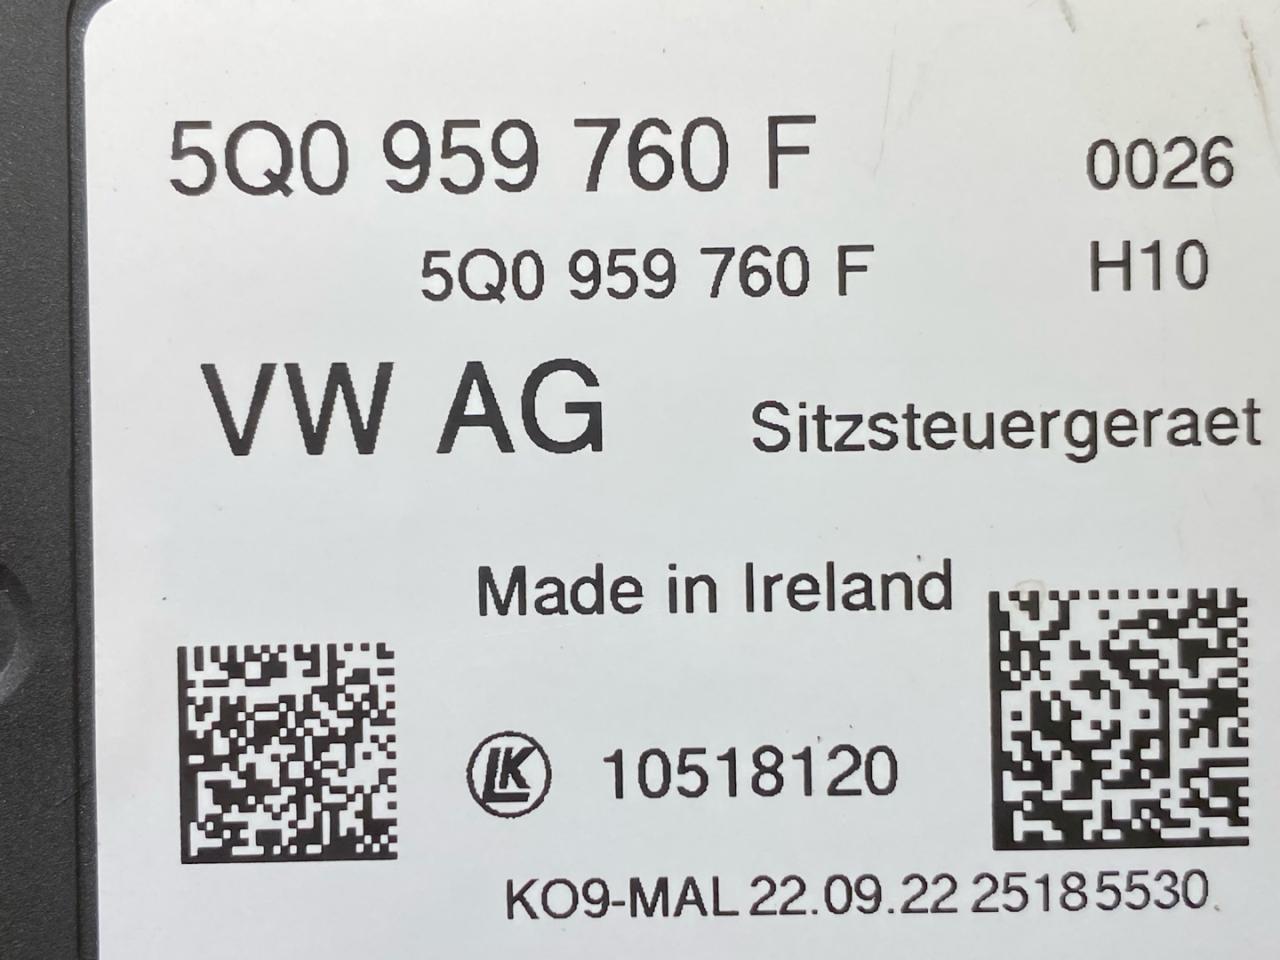 5Q0 959 760 F 0026
5Q0 959 760 F H10
VW AG Sitzsteuergeraet
Made in Ireland
LK 10518120
KO9-MAL 22.09.22 25185530